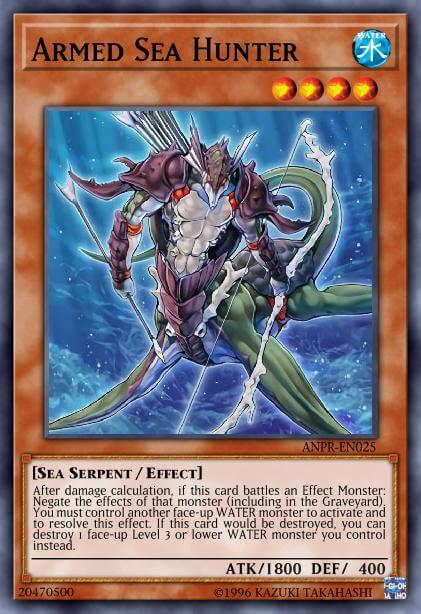 ARMED SEA HUNTER
WATER
水
ANPR-EN025
[SEA SERPENT / EFFECT]
After damage calculation, if this card battles an Effect Monster:
Negate the effects of that monster (including in the Graveyard).
You must control another face-up WATER monster to activate and
to resolve this effect. If this card would be destroyed, you can
destroy 1 face-up Level 3 or lower WATER monster you control
instead.
ATK/1800 DEF/ 400
20470500
©1996 KAZUKI TAKAHASHI